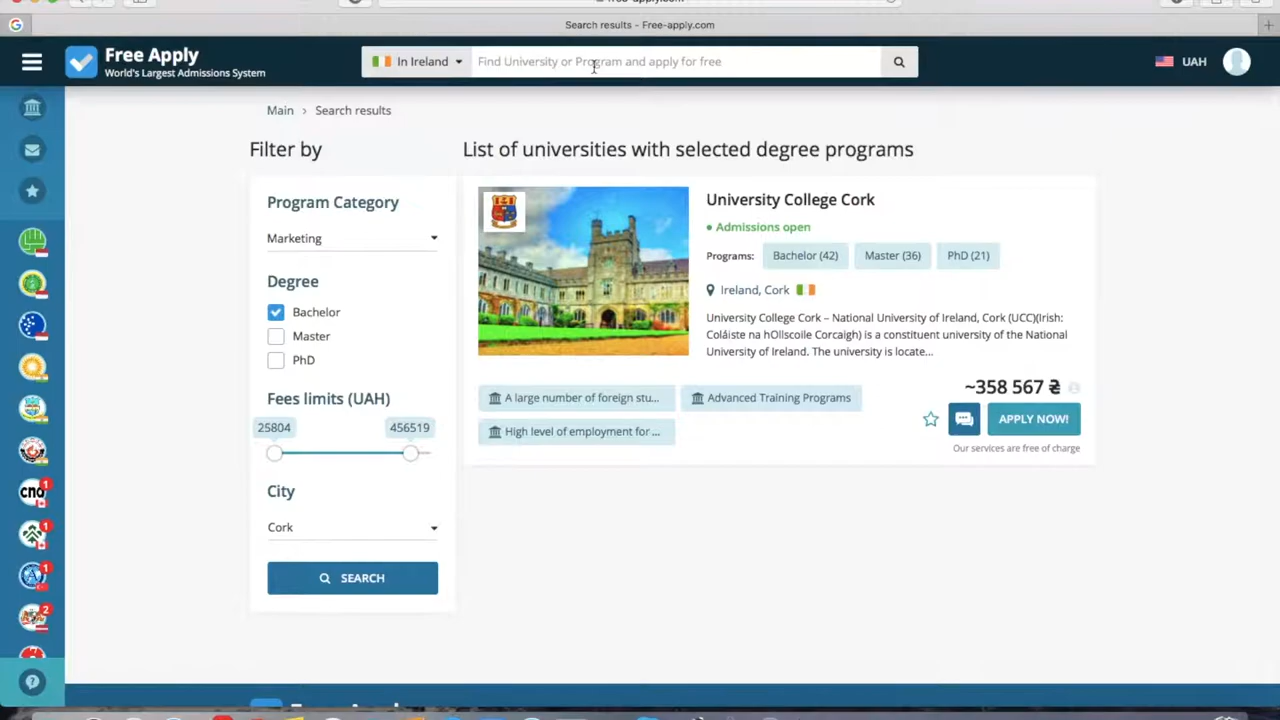 Search results - Free-apply.com
Free Apply
World's Largest Admissions System
In Ireland
Find University or Program and apply for free
UAH
Main > Search results
Filter by
List of universities with selected degree programs
Program Category
Marketing
Degree
Bachelor
Master
PhD
Fees limits (UAH)
25804
456519
City
Cork
SEARCH
University College Cork
• Admissions open
Programs: Bachelor (42) Master (36) PhD (21)
Ireland, Cork
University College Cork – National University of Ireland, Cork (UCC)(Irish:
Coláiste na hOllscoile Corcaigh) is a constituent university of the National
University of Ireland. The university is locate...
~358 567 ₴
A large number of foreign stu...
Advanced Training Programs
High level of employment for ...
APPLY NOW!
Our services are free of charge
cno
1
1
1
2